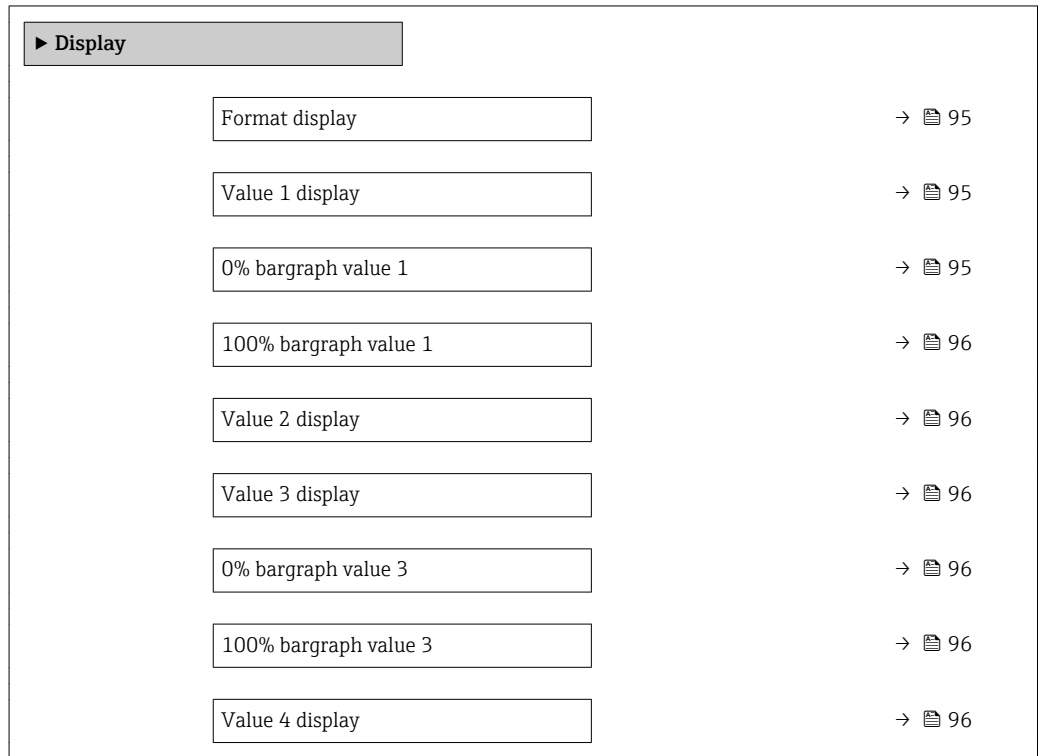 ▶ Display
Format display → 95
Value 1 display → 95
0% bargraph value 1 → 95
100% bargraph value 1 → 96
Value 2 display → 96
Value 3 display → 96
0% bargraph value 3 → 96
100% bargraph value 3 → 96
Value 4 display → 96